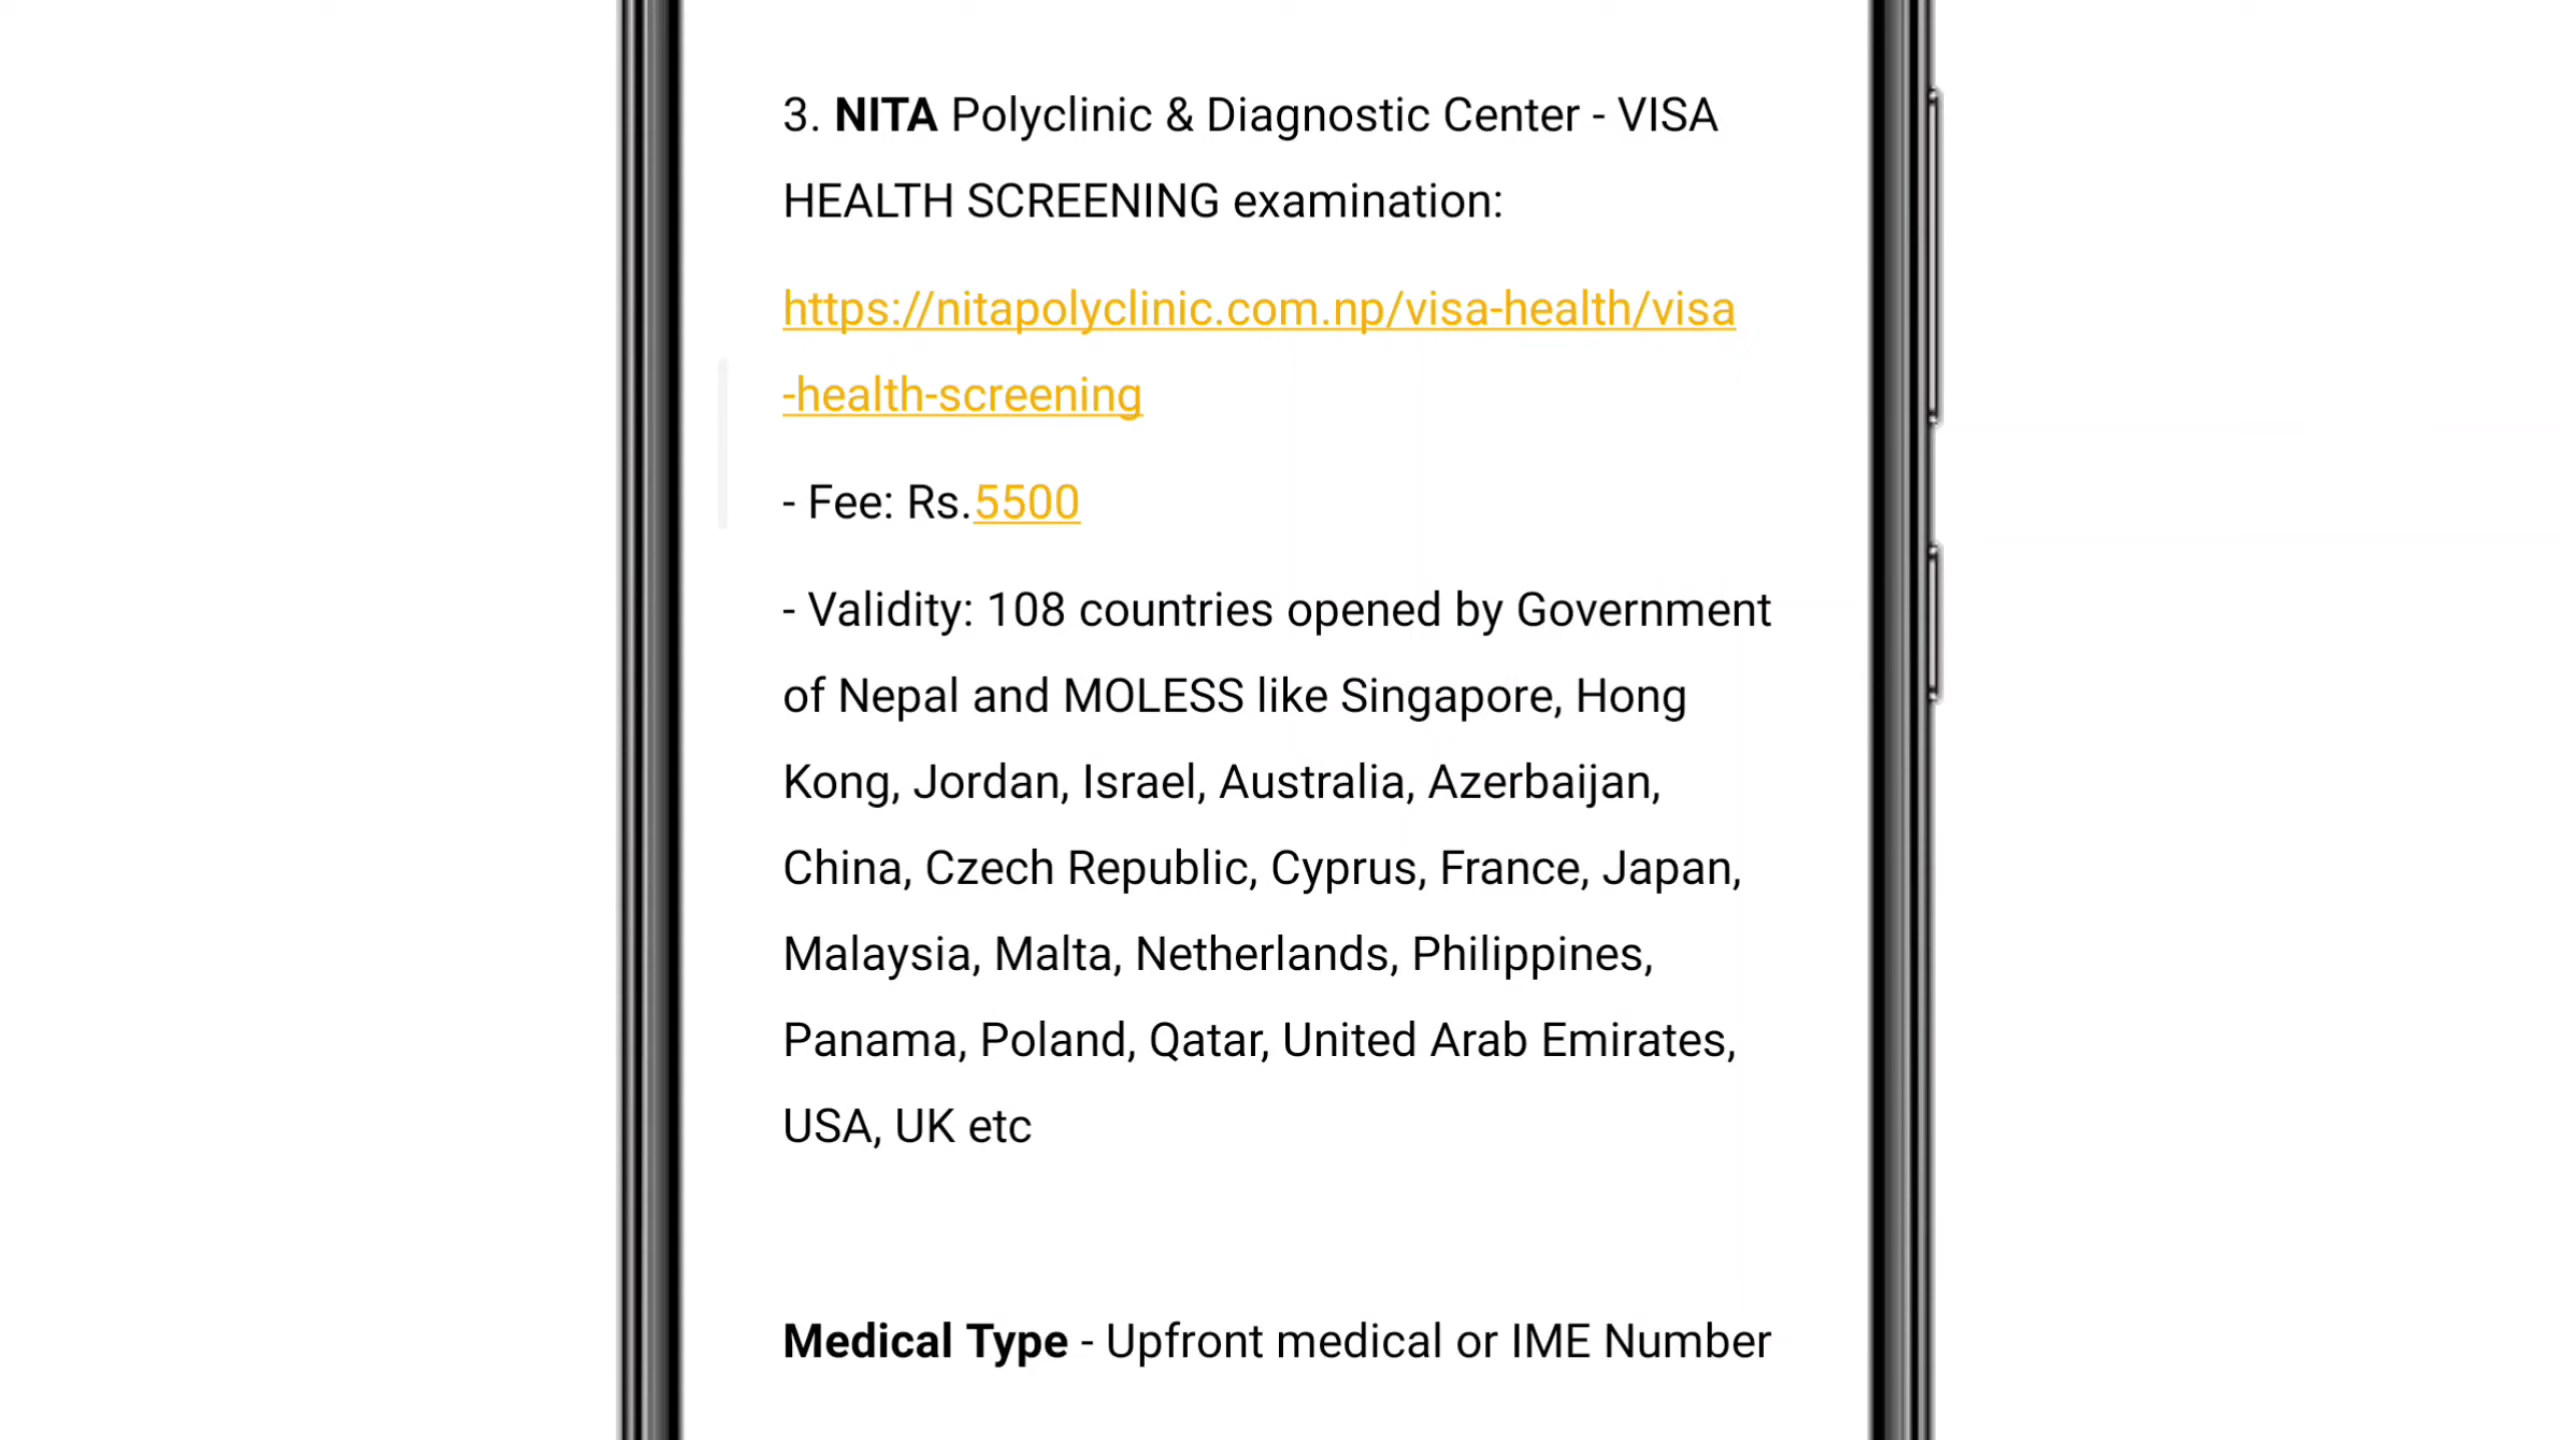 3. NITA Polyclinic & Diagnostic Center - VISA
HEALTH SCREENING examination:
https://nitapolyclinic.com.np/visa-health/visa
-health-screening
- Fee: Rs.5500
- Validity: 108 countries opened by Government
of Nepal and MOLESS like Singapore, Hong
Kong, Jordan, Israel, Australia, Azerbaijan,
China, Czech Republic, Cyprus, France, Japan,
Malaysia, Malta, Netherlands, Philippines,
Panama, Poland, Qatar, United Arab Emirates,
USA, UK etc
Medical Type - Upfront medical or IME Number